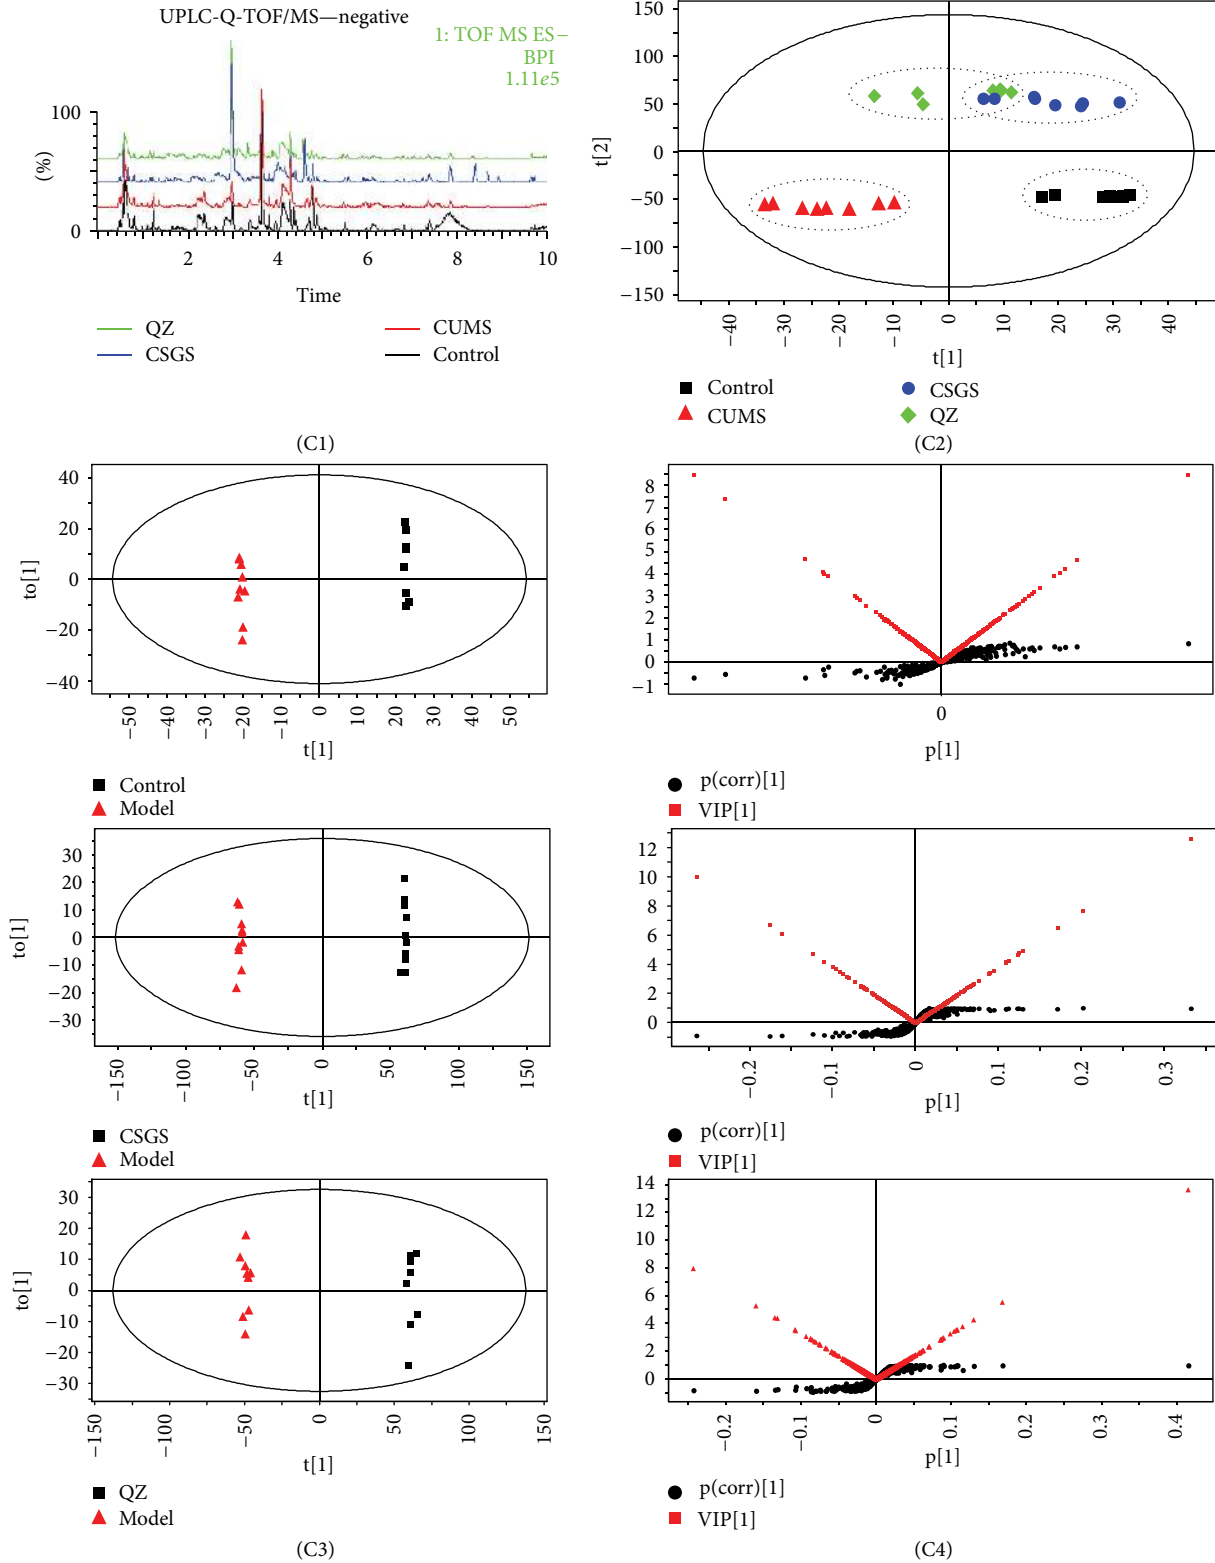 UPLC-Q-TOF/MS—negative
1: TOF MS ES−
BPI
1.11e5
100
(%)
0
2 4 6 8 10
Time
QZ
CUMS
CSGS
Control
(C1)
150
100
50
0
−50
−100
−150
t[2]
−40 −30 −20 −10 0 10 20 30 40
t[1]
Control
CSGS
CUMS
QZ
(C2)
40
20
0
−20
−40
to[1]
−50 −40 −30 −20 −10 0 10 20 30 40 50
t[1]
Control
Model
30
20
10
0
−10
−20
−30
to[1]
−150 −100 −50 0 50 100 150
t[1]
CSGS
Model
30
20
10
0
−10
−20
−30
to[1]
−150 −100 −50 0 50 100 150
t[1]
QZ
Model
(C3)
8
7
6
5
4
3
2
1
0
−1
0
p[1]
p(corr)[1]
VIP[1]
12
10
8
6
4
2
0
−0.2 −0.1 0 0.1 0.2 0.3
p[1]
p(corr)[1]
VIP[1]
14
12
10
8
6
4
2
0
−0.2 −0.1 0 0.1 0.2 0.3 0.4
p[1]
p(corr)[1]
VIP[1]
(C4)